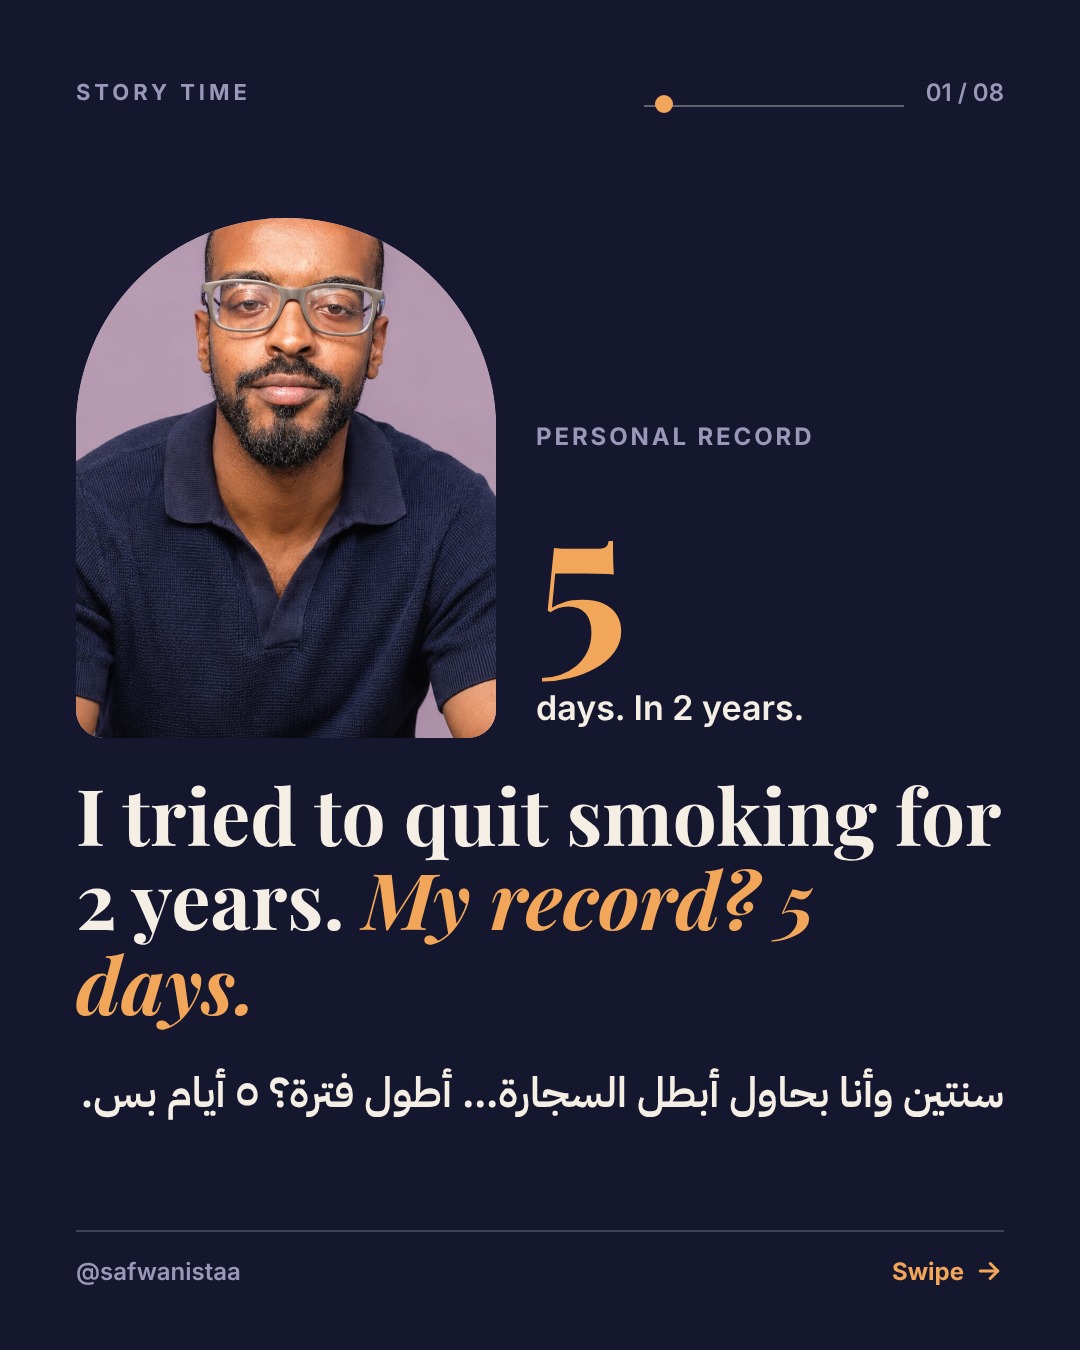 STORY TIME
01 / 08
PERSONAL RECORD
5
days. In 2 years.
I tried to quit smoking for
2 years. My record? 5
days.
سنتين وأنا بحاول أبطل السجارة... أطول فترة؟ ٥ أيام بس.
@safwanistaa
Swipe →